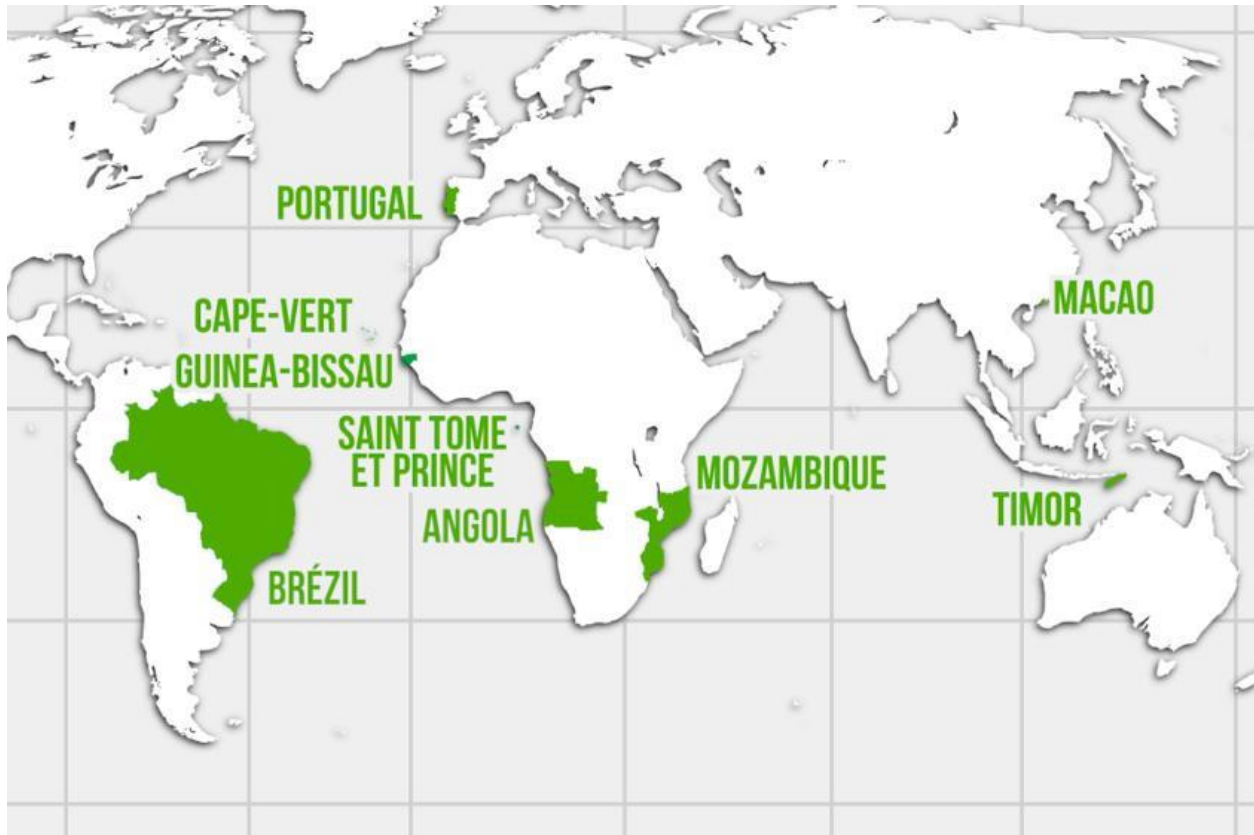 PORTUGAL
CAPE-VERT
MACAO
GUINEA-BISSAU
SAINT TOME
ET PRINCE
MOZAMBIQUE
ANGOLA
TIMOR
BRÉZIL